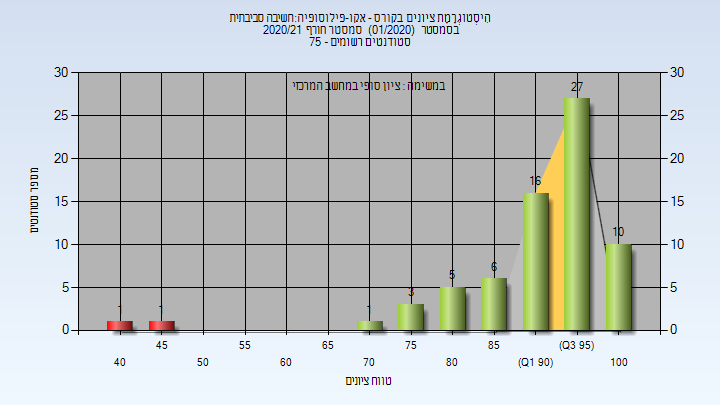 היסטוגרמת ציונים בקורס - אקו-פילוסופיה:חשיבה סביבתית
בסמסטר (01/2020) סמסטר חורף 2020/21
סטודנטים רשומים - 75
במשימה : ציון סופי במחשב המרכזי
מספר סטודנטים
30 30
25 25
20 20
15 15
10 10
5 5
0 0
1 1 1 3 5 6 16 27 10
45 55 65 75 85 (Q3 95)
40 50 60 70 80 (Q1 90) 100
טווח ציונים